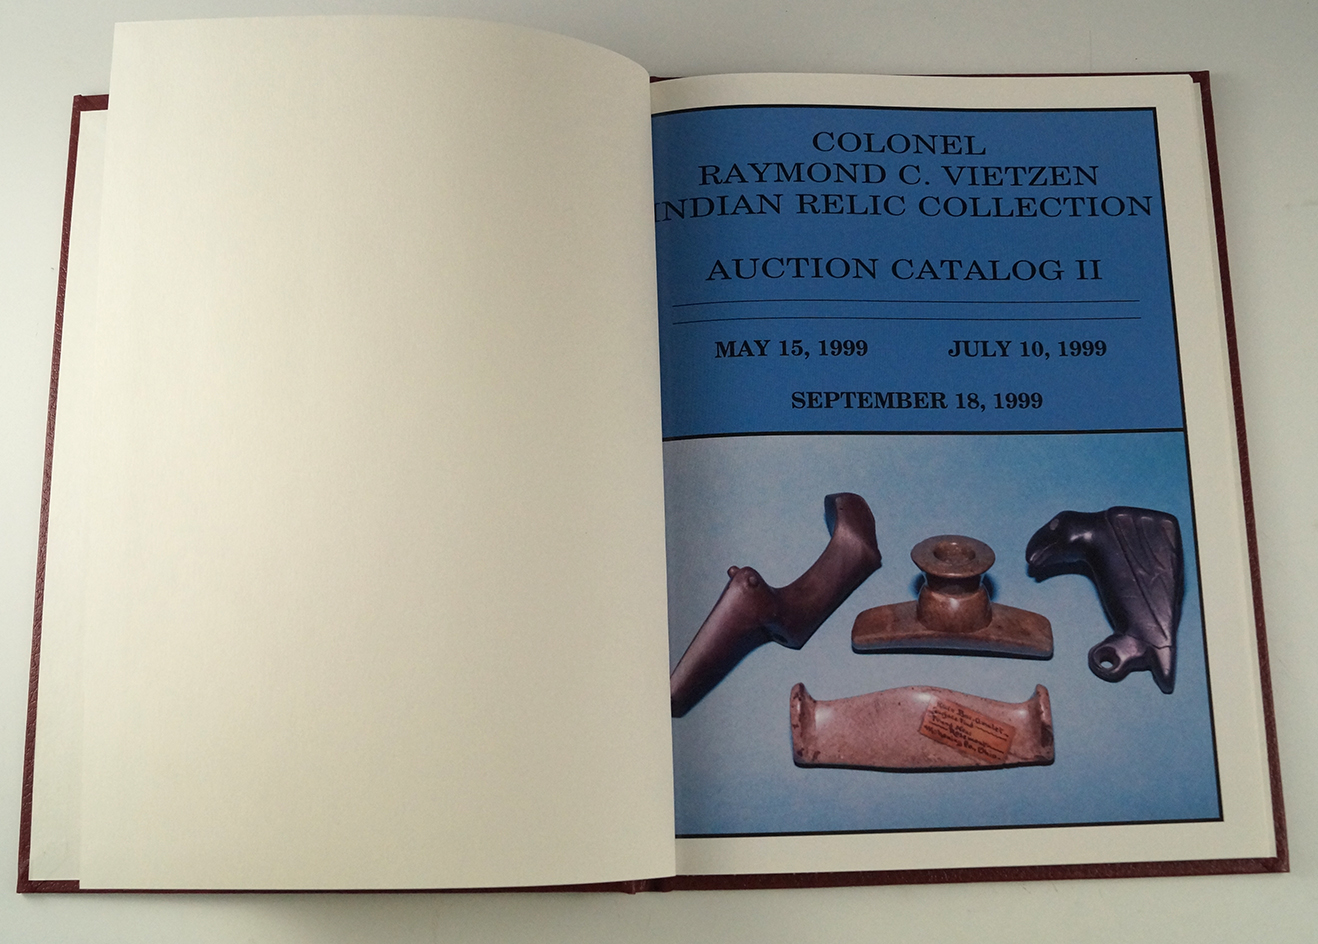 COLONEL
RAYMOND C. VIETZEN
INDIAN RELIC COLLECTION
AUCTION CATALOG II
MAY 15, 1999 JULY 10, 1999
SEPTEMBER 18, 1999